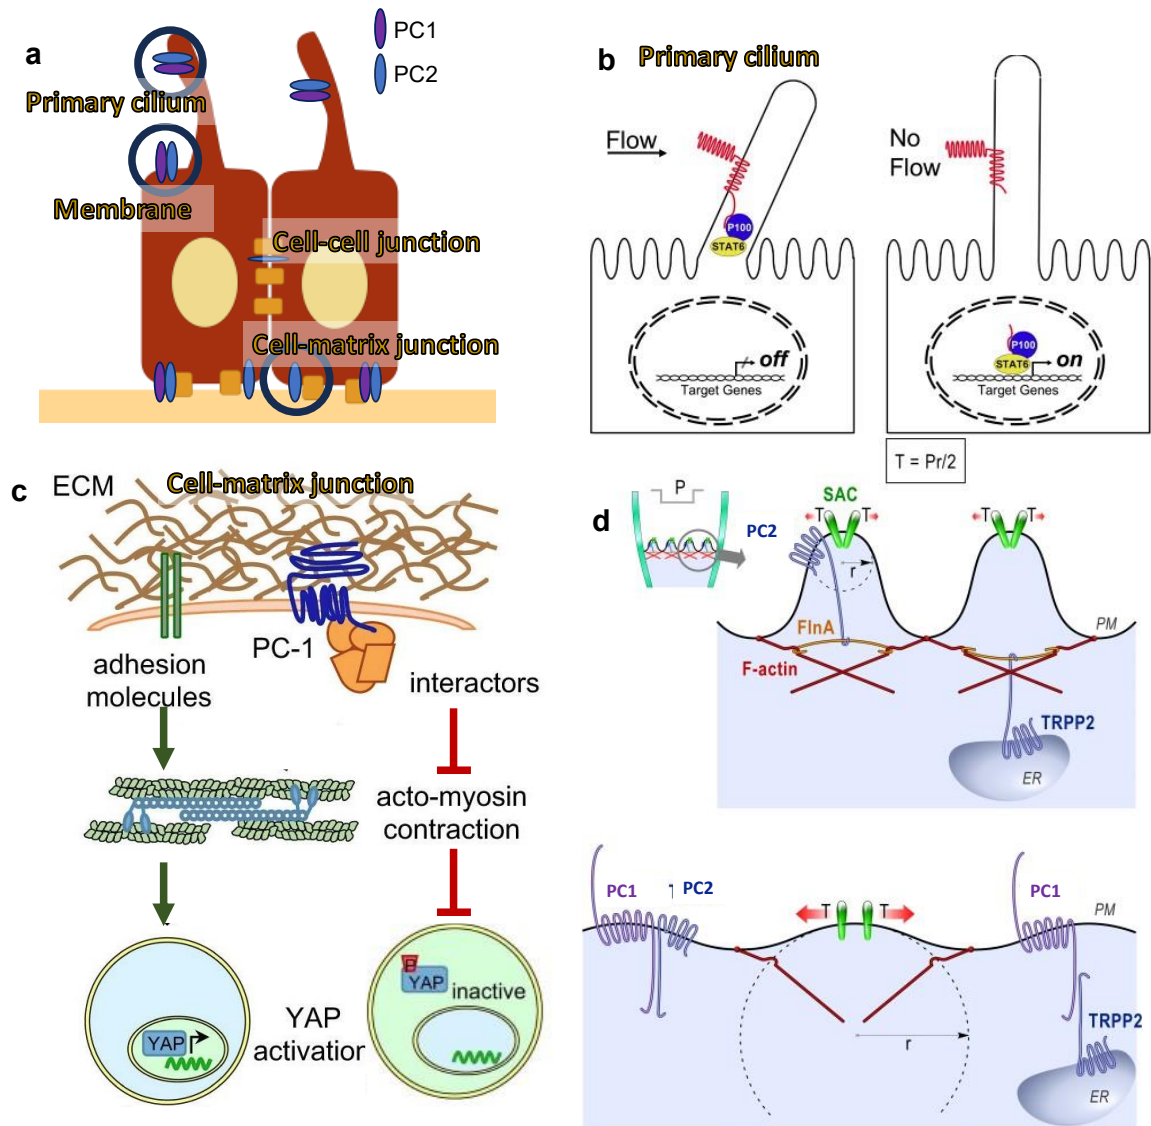 a
PC1
PC2
Primary cilium
Membrane
Cell-cell junction
Cell-matrix junction
b
Primary cilium
Flow
P100
STAT6
off
Target Genes
No
Flow
P100
STAT6
on
Target Genes
T = Pr/2
c
ECM
Cell-matrix junction
PC-1
adhesion
molecules
interactors
acto-myosin
contraction
YAP
P
YAP
inactive
YAP
activation
d
P
PC2
SAC
T
T
r
FlnA
F-actin
T
T
PM
TRPP2
ER
PC1
PC2
T
T
r
PC1
PM
TRPP2
ER